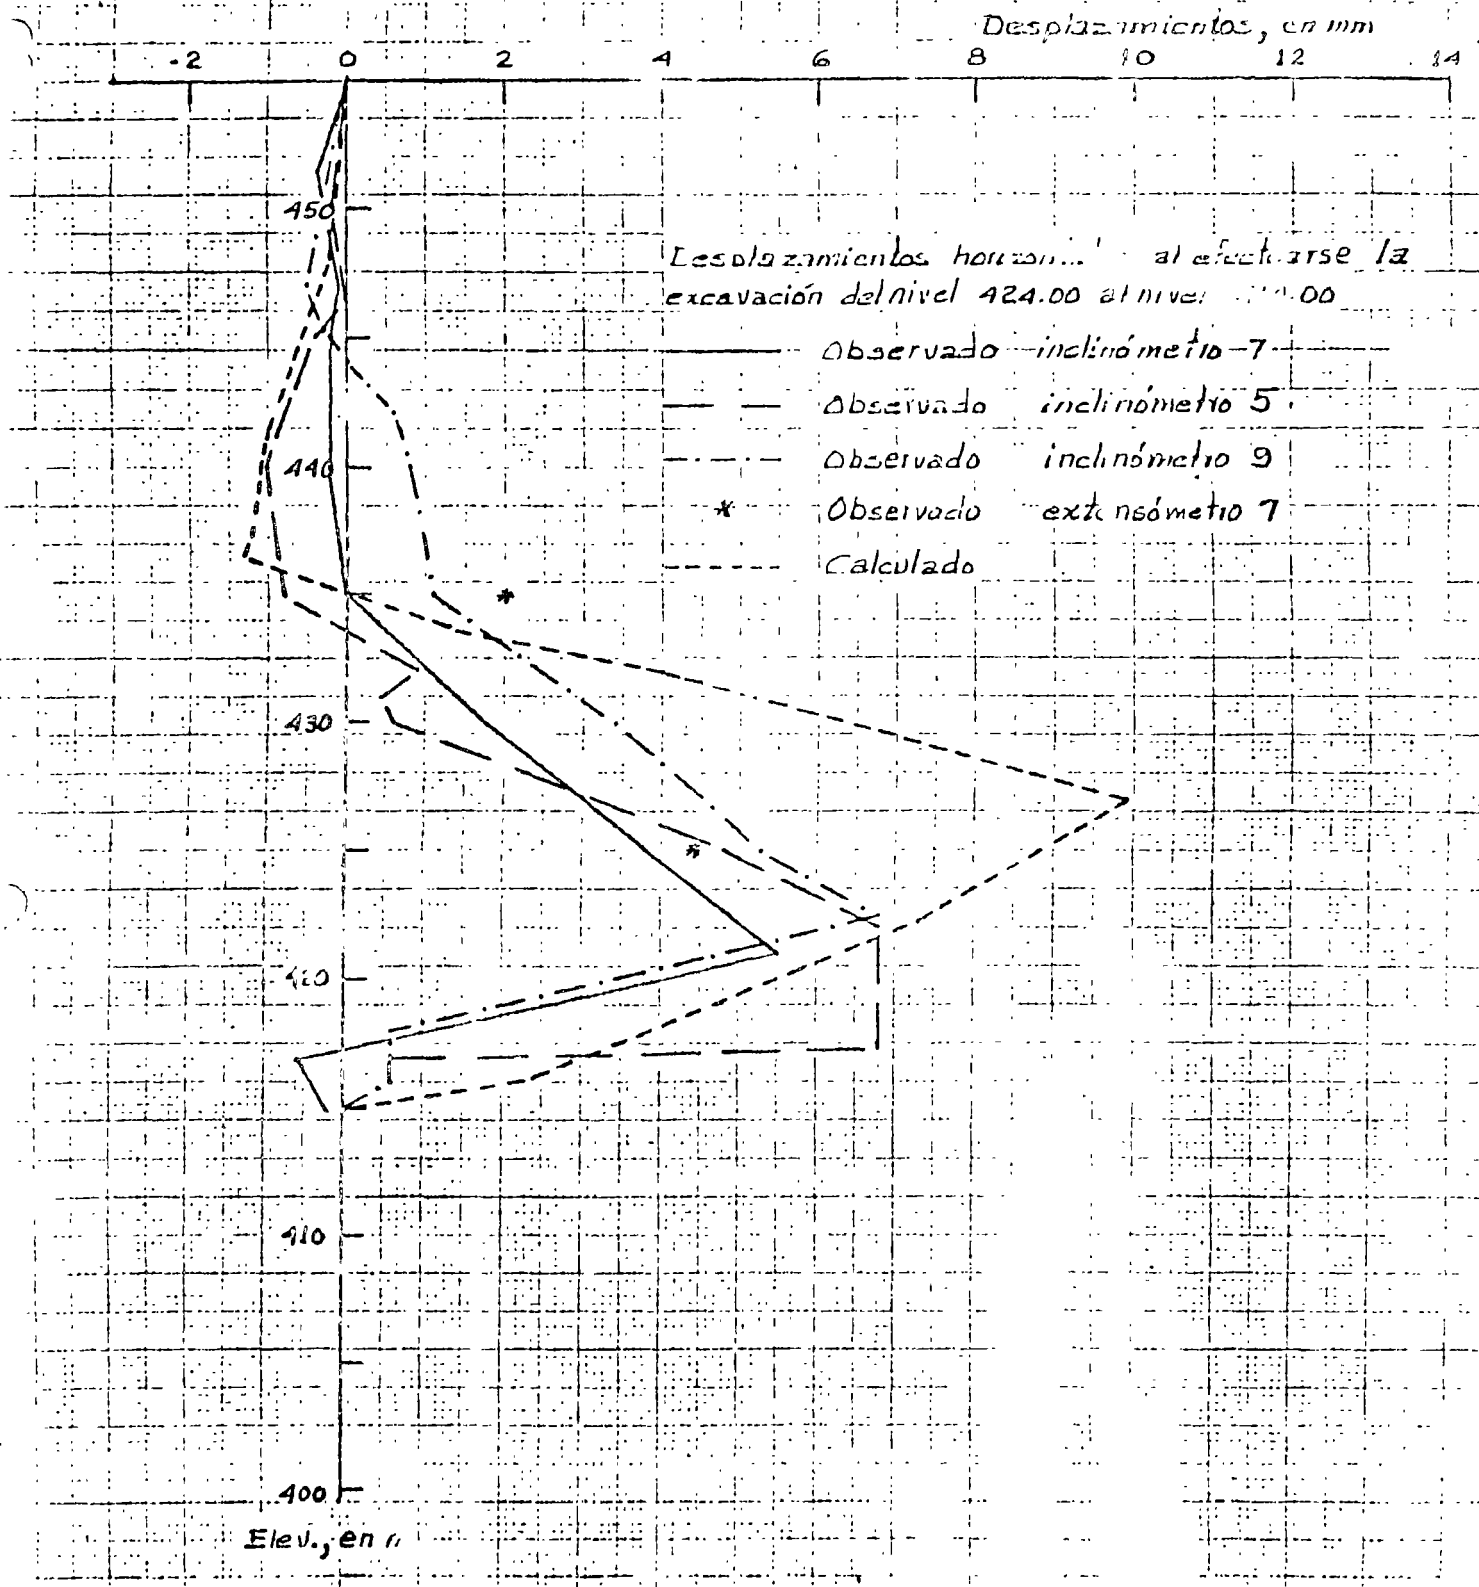 Desplazamientos, en mm
-2 0 2 4 6 8 10 12 14
450
Desplazamientos al efectuarse la
excavación del nivel 424.00 al nivel
Observado inclinómetro 7
Observado inclinómetro 5
440
Observado inclinómetro 9
* Observado extensómetro 7
Calculado
*
430
*
420
410
400
Elev., en